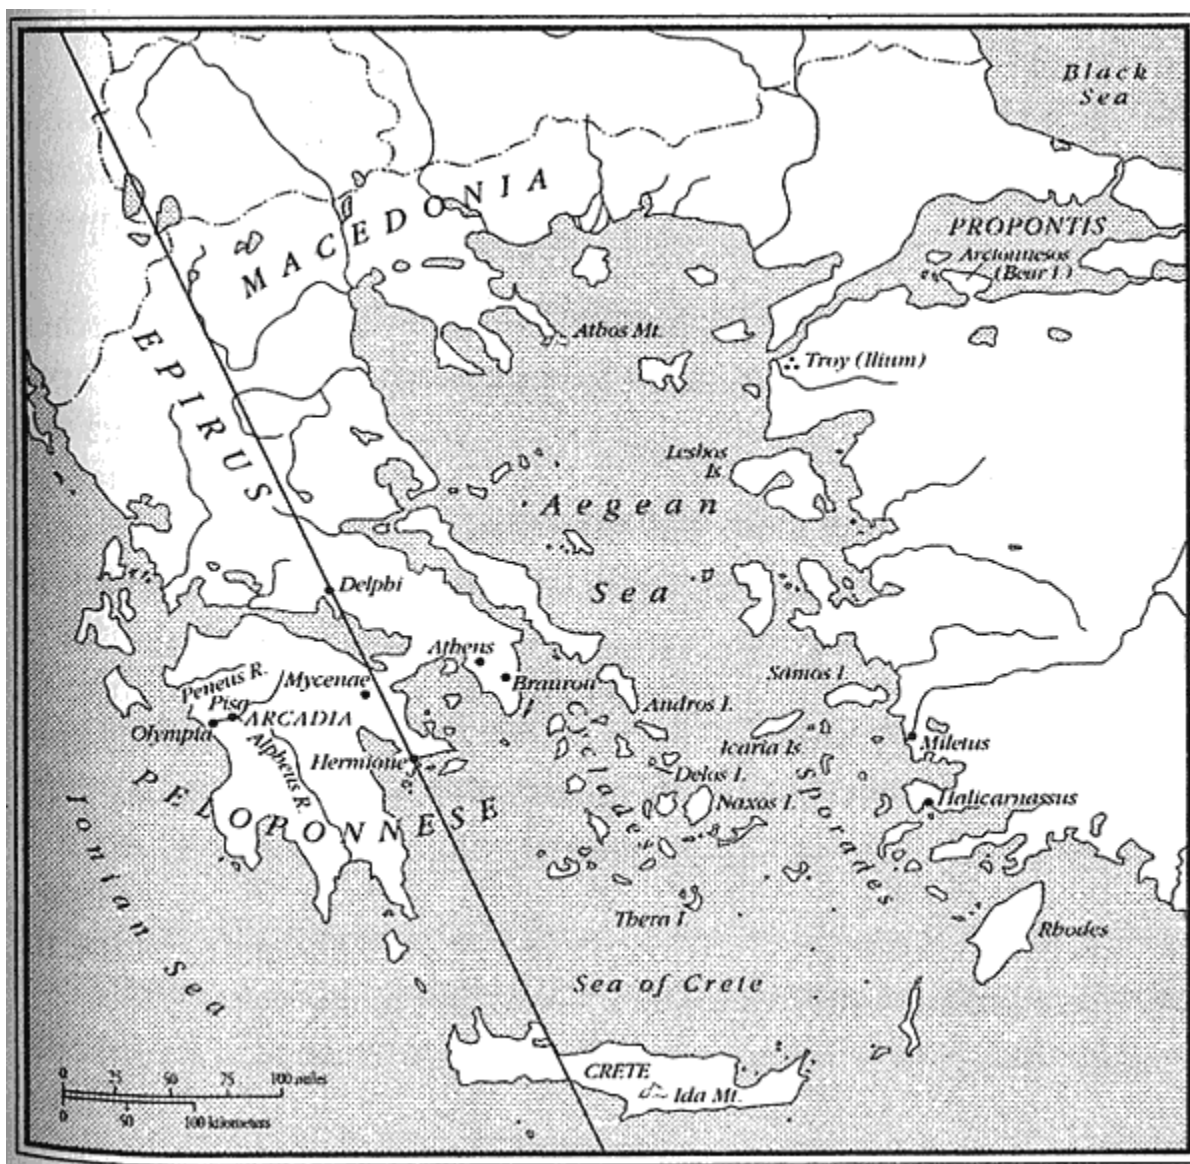 Black
Sea
MACEDONIA
PROPONTIS
Arctonnesos
(Bear I.)
Athos Mt.
Troy (Ilium)
EPIRUS
Lesbos
Is
Aegean
Sea
Delphi
Athens
Brauron
Samos I.
Peneus R.
Mycenae
Pisa
ARCADIA
Olympia
Andros I.
Icaria Is
Miletus
Alpheus R.
Hermione
Cyclades
Delos I.
Naxos I.
Sporades
Halicarnassus
PELOPONNESE
Ionian Sea
Thera I
Rhodes
Sea of Crete
CRETE
Ida Mt.
0 25 50 75 100 miles
0 50 100 kilometers